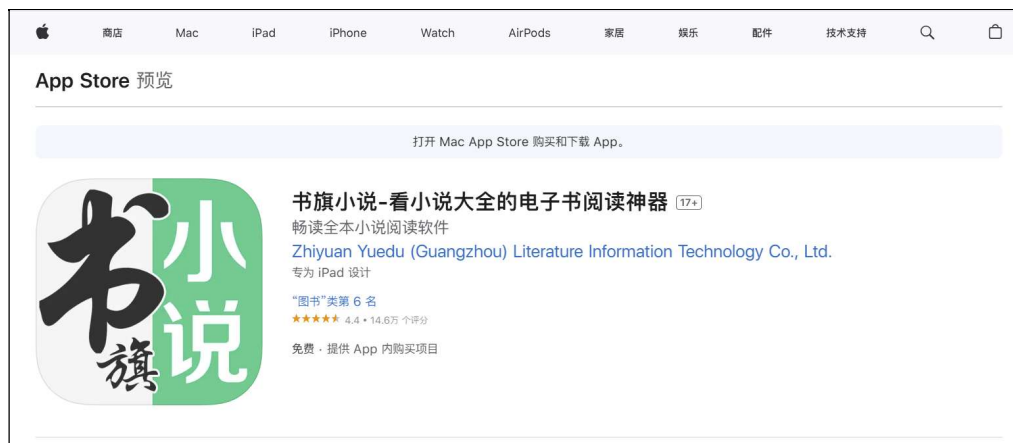 商店 Mac iPad iPhone Watch AirPods 家居 娱乐 配件 技术支持
App Store 预览
打开 Mac App Store 购买和下载 App。
书旗小说
书旗小说-看小说大全的电子书阅读神器 17+
畅读全本小说阅读软件
Zhiyuan Yuedu (Guangzhou) Literature Information Technology Co., Ltd.
专为 iPad 设计
“图书”类第 6 名
★★★★★ 4.4 • 14.6万 个评分
免费 · 提供 App 内购买项目